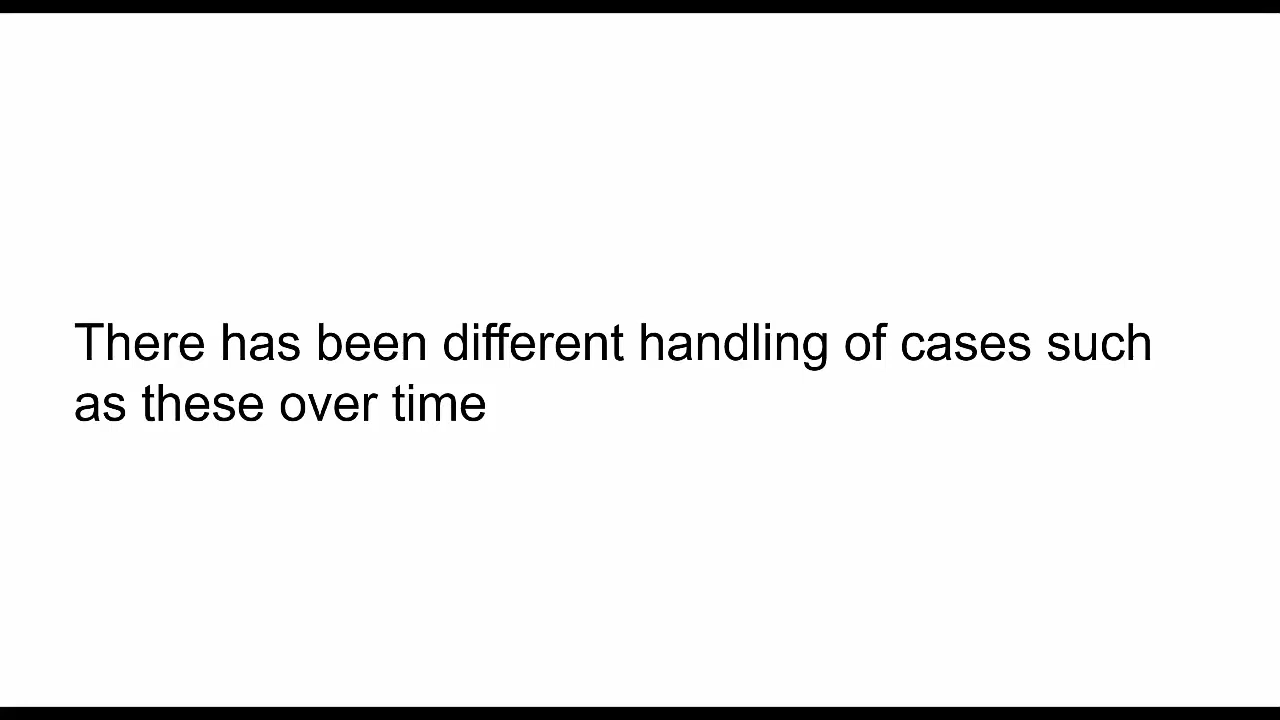 There has been different handling of cases such
as these over time